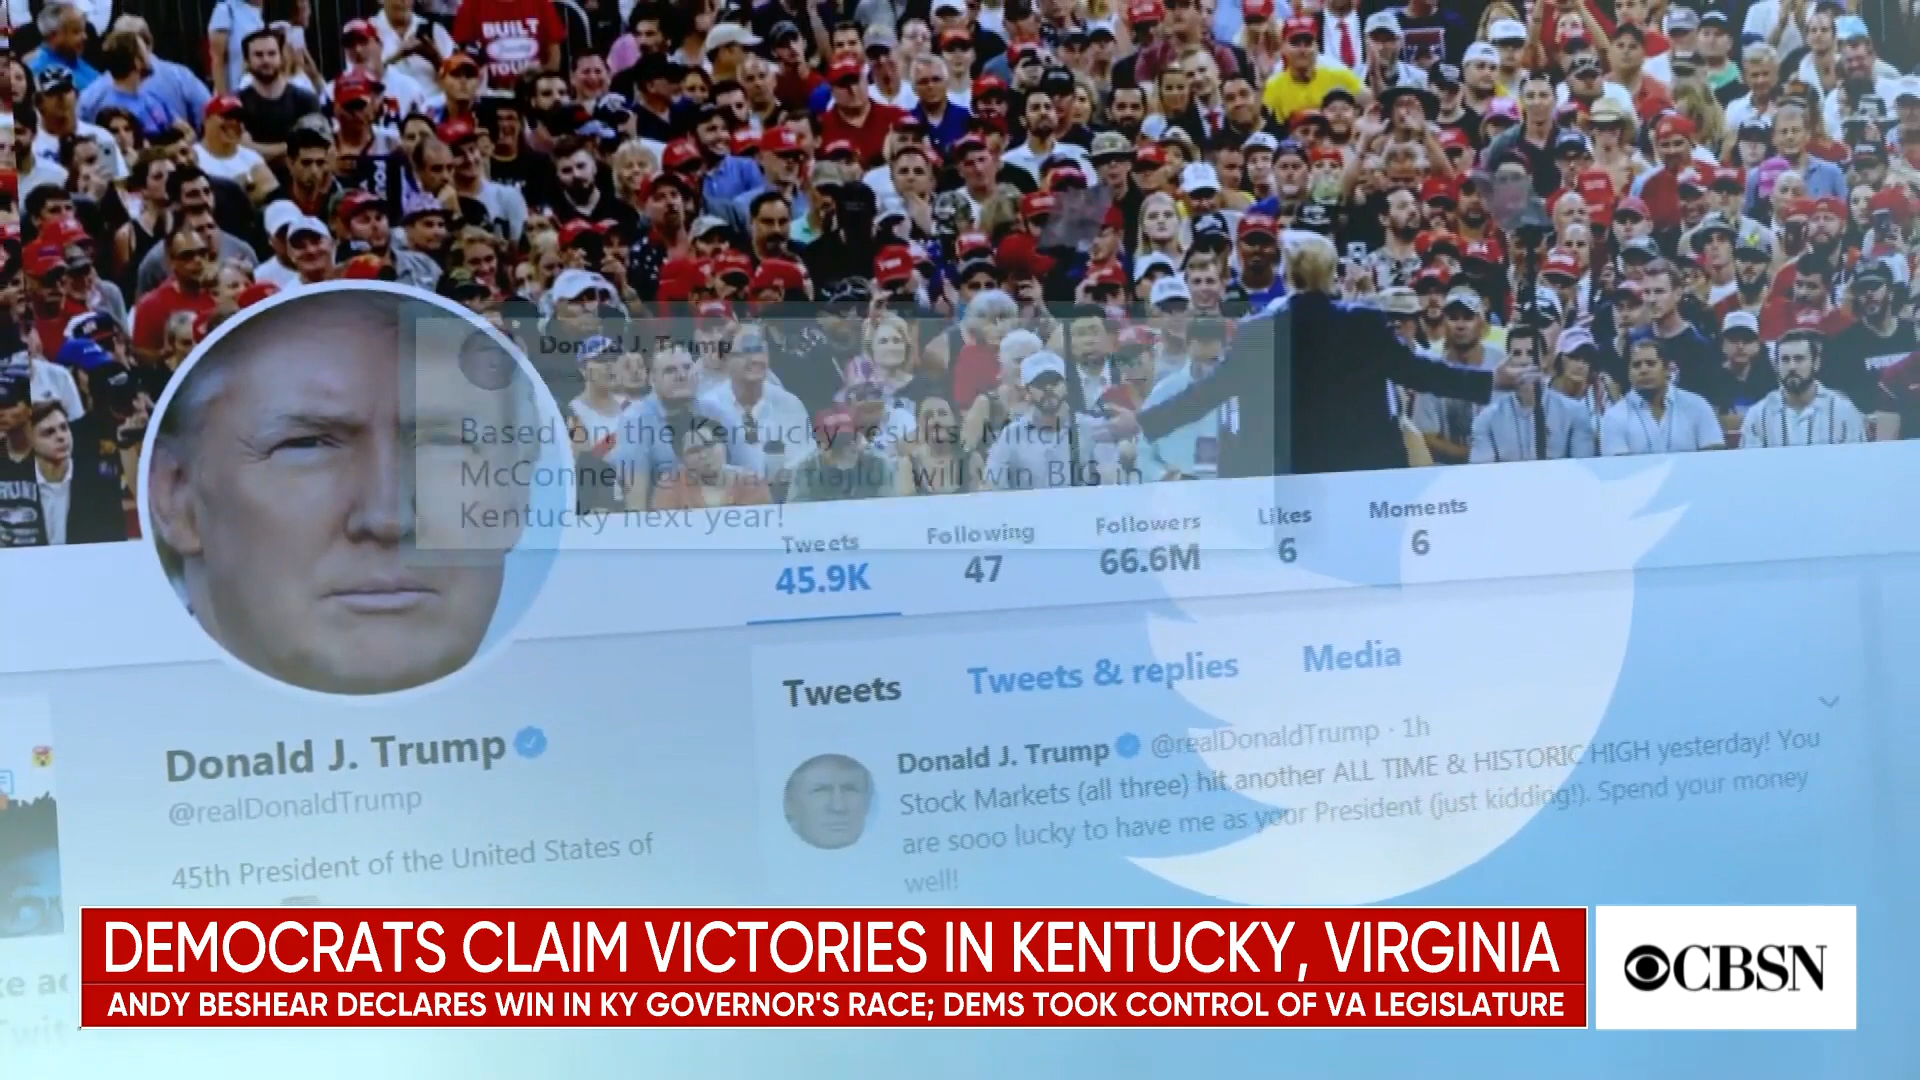 BUILT
TOUGH
Donald J. Trump
Based on the Kentucky results, Mitch
McConnell @senatemajldr will win BIG in
Kentucky next year!
Tweets
45.9K
Following
47
Followers
66.6M
Likes
6
Moments
6
Tweets
Tweets & replies
Media
Donald J. Trump
@realDonaldTrump
45th President of the United States of
Donald J. Trump @realDonaldTrump · 1h
Stock Markets (all three) hit another ALL TIME & HISTORIC HIGH yesterday! You
are sooo lucky to have me as your President (just kidding!). Spend your money
well!
DEMOCRATS CLAIM VICTORIES IN KENTUCKY, VIRGINIA
ANDY BESHEAR DECLARES WIN IN KY GOVERNOR'S RACE; DEMS TOOK CONTROL OF VA LEGISLATURE
CBSN